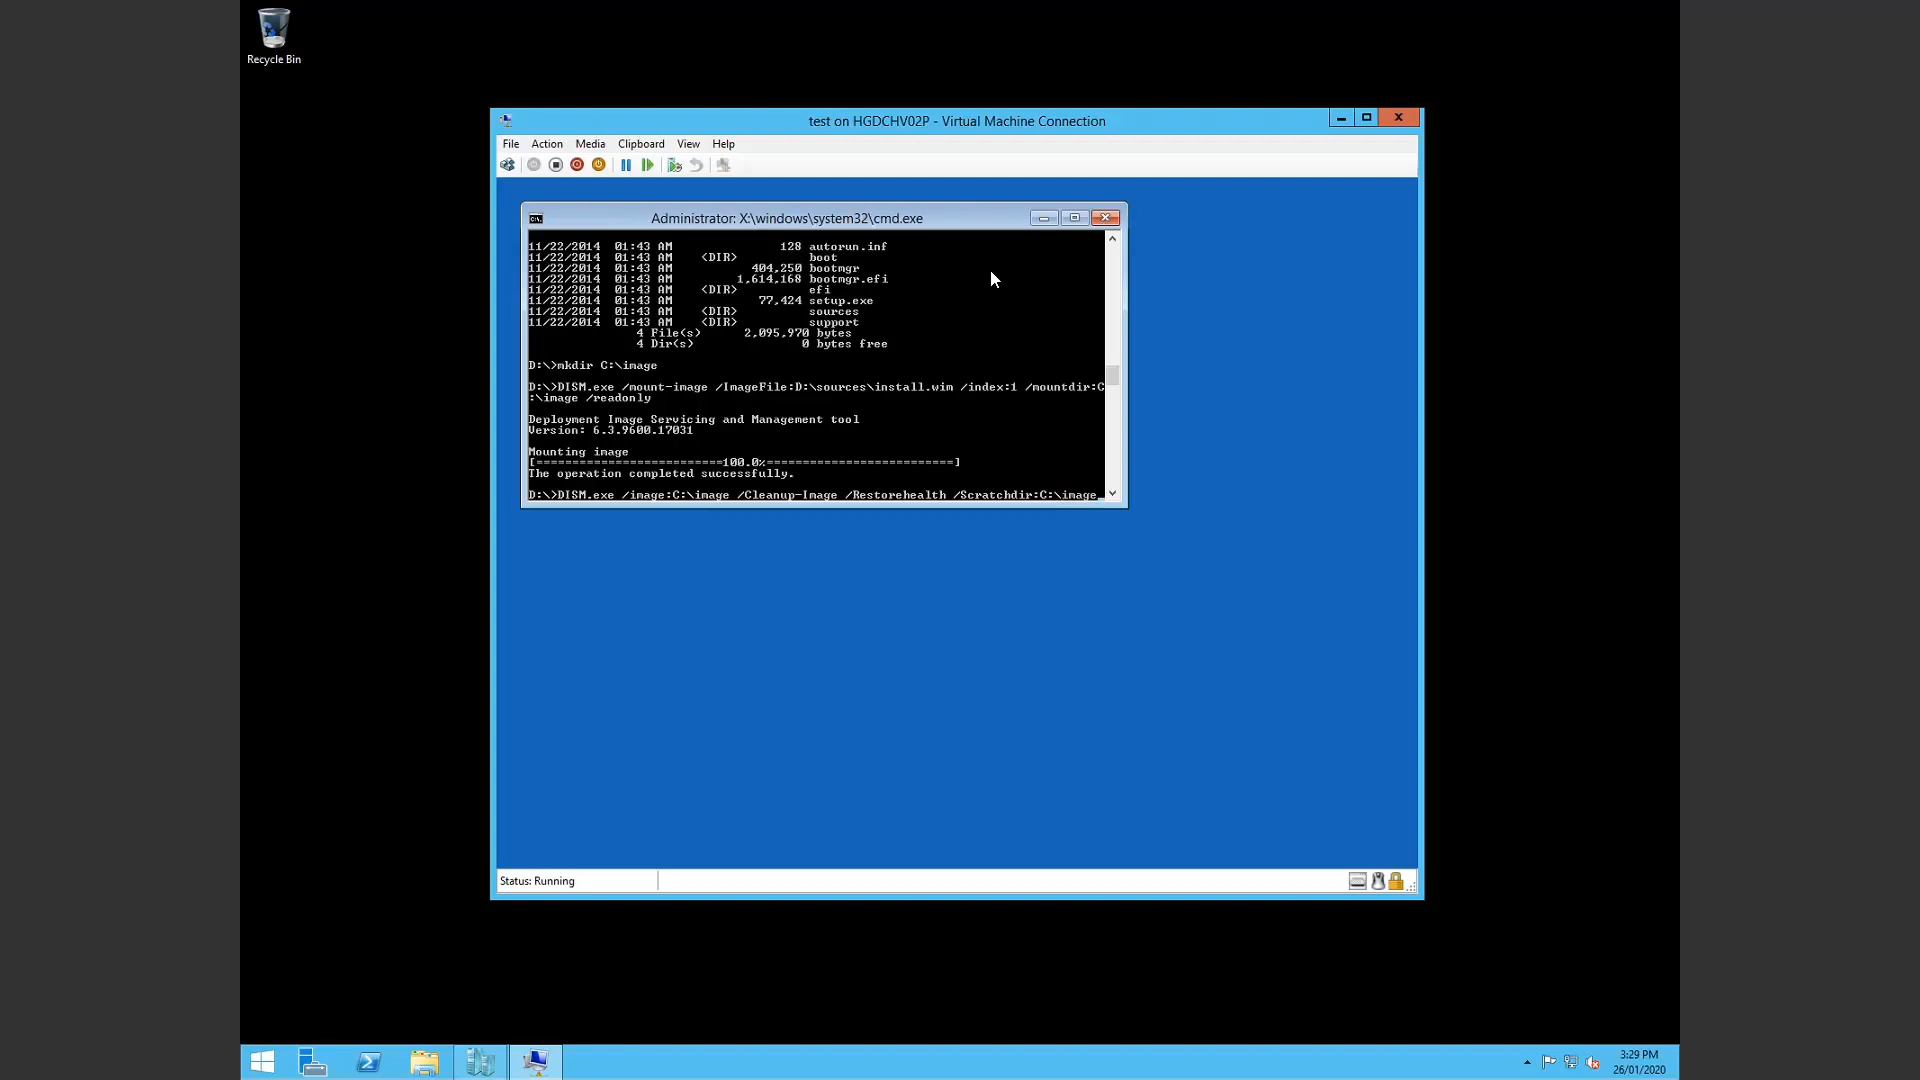 Recycle Bin
test on HGDCHV02P - Virtual Machine Connection
File Action Media Clipboard View Help
Administrator: X:\windows\system32\cmd.exe
11/22/2014  01:43 AM               128 autorun.inf
11/22/2014  01:43 AM    <DIR>          boot
11/22/2014  01:43 AM           404,250 bootmgr
11/22/2014  01:43 AM         1,614,168 bootmgr.efi
11/22/2014  01:43 AM    <DIR>          efi
11/22/2014  01:43 AM            77,424 setup.exe
11/22/2014  01:43 AM    <DIR>          sources
11/22/2014  01:43 AM    <DIR>          support
4 File(s)      2,095,970 bytes
4 Dir(s)               0 bytes free
D:\>mkdir C:\image
D:\>DISM.exe /mount-image /ImageFile:D:\sources\install.wim /index:1 /mountdir:C
:\image /readonly
Deployment Image Servicing and Management tool
Version: 6.3.9600.17031
Mounting image
[==========================100.0%==========================]
The operation completed successfully.
D:\>DISM.exe /image:C:\image /Cleanup-Image /Restorehealth /Scratchdir:C:\image_
Status: Running
3:29 PM
26/01/2020